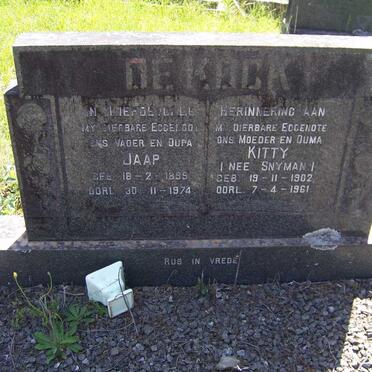 DE KOCK
IN LIEFDEVOLLE
MY DIERBARE EGGENOOT
ONS VADER EN OUPA
JAAP
GEB. 18-2-1895
OORL. 30-11-1974
HERINNERING AAN
MY DIERBARE EGGENOTE
ONS MOEDER EN OUMA
KITTY
(NEE SNYMAN)
GEB. 19-11-1902
OORL. 7-4-1961
RUS IN VREDE